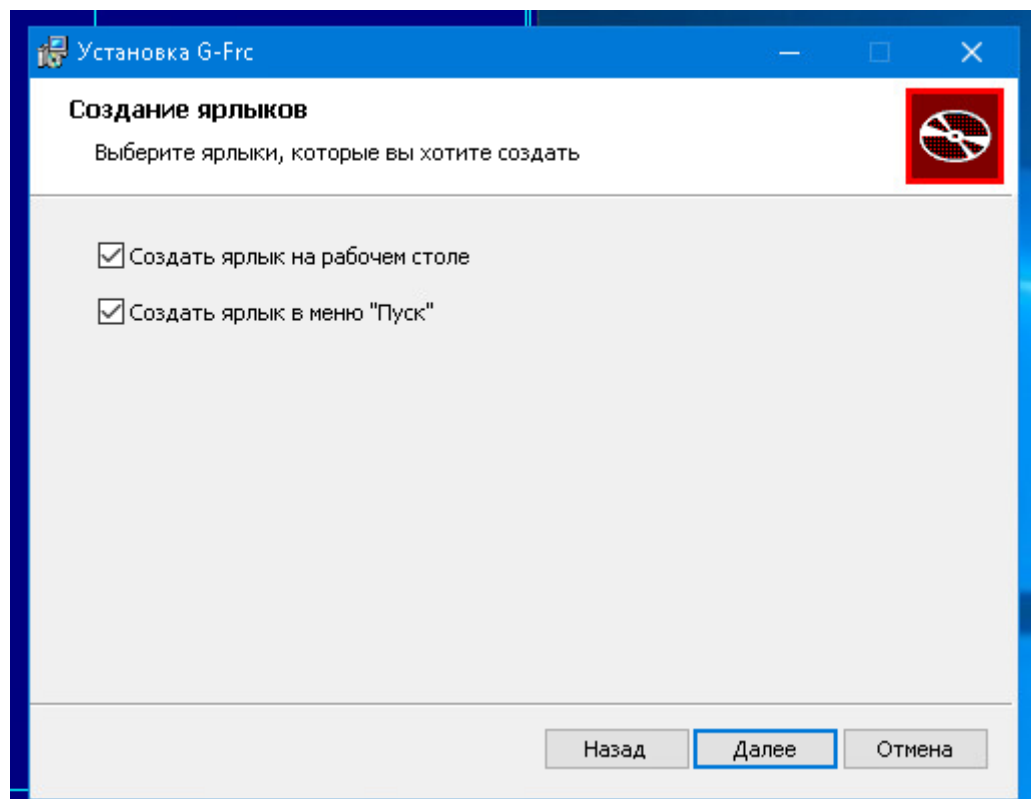 Установка G-Frc
Создание ярлыков
Выберите ярлыки, которые вы хотите создать
Создать ярлык на рабочем столе
Создать ярлык в меню "Пуск"
Назад Далее Отмена